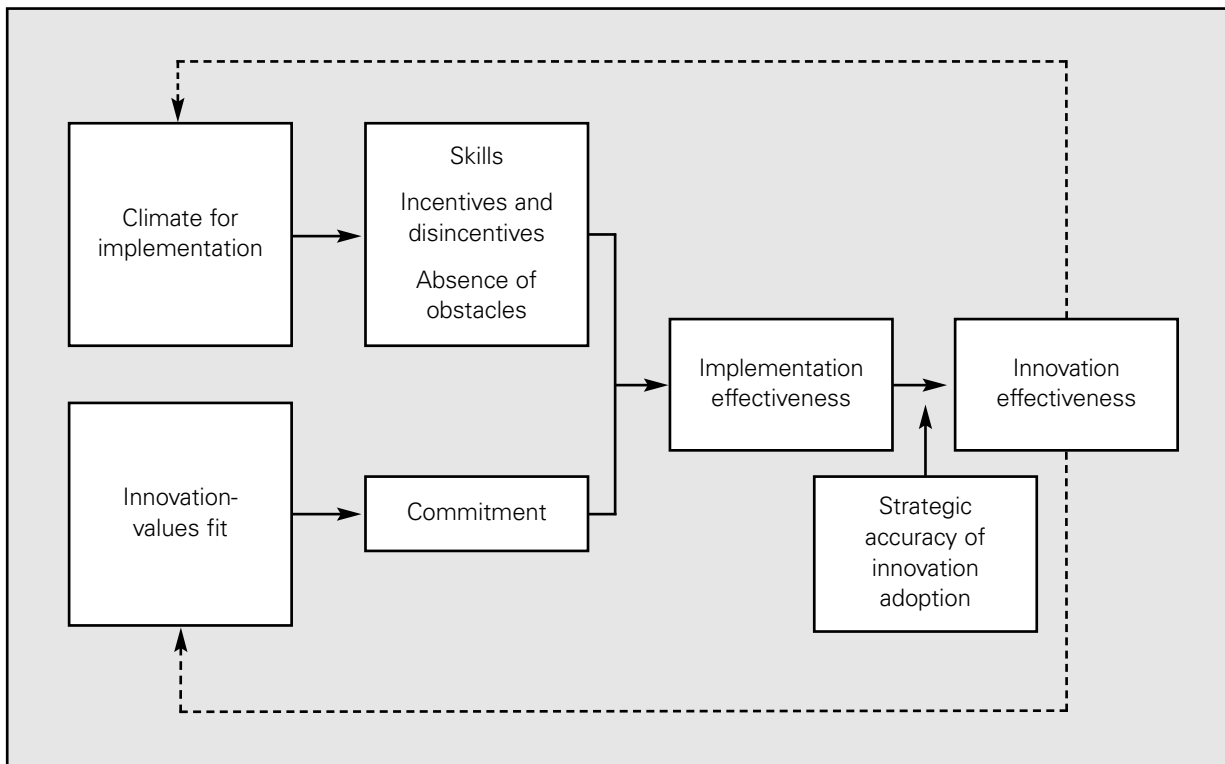 Climate for
implementation
Skills
Incentives and
disincentives
Absence of
obstacles
Innovation-
values fit
Commitment
Implementation
effectiveness
Innovation
effectiveness
Strategic
accuracy of
innovation
adoption